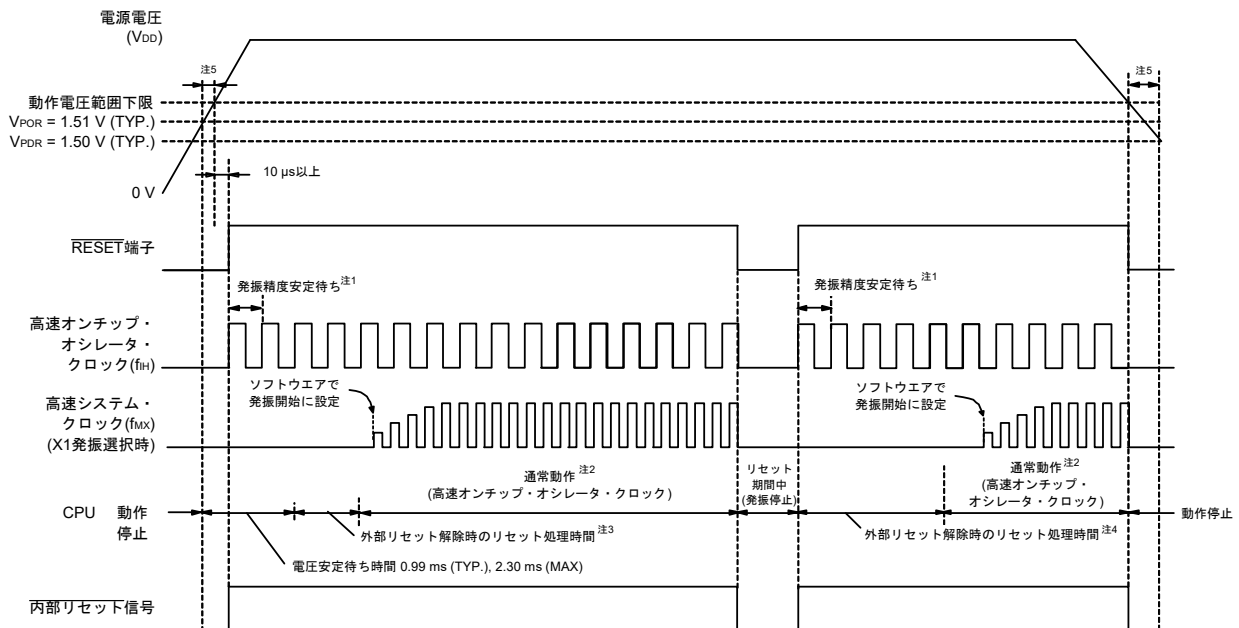 電源電圧
(VDD)
注5
注5
動作電圧範囲下限
VPOR = 1.51 V (TYP.)
VPDR = 1.50 V (TYP.)
10 µs以上
0 V
RESET端子
発振精度安定待ち注1
発振精度安定待ち注1
高速オンチップ・
オシレータ・
クロック(fIH)
ソフトウエアで
発振開始に設定
ソフトウエアで
発振開始に設定
高速システム・
クロック(fMX)
(X1発振選択時)
通常動作注2
(高速オンチップ・オシレータ・クロック)
リセット
期間中
(発振停止)
通常動作注2
(高速オンチップ・
オシレータ・クロック)
CPU 動作
停止
動作停止
外部リセット解除時のリセット処理時間注3
外部リセット解除時のリセット処理時間注4
電圧安定待ち時間 0.99 ms (TYP.), 2.30 ms (MAX)
内部リセット信号